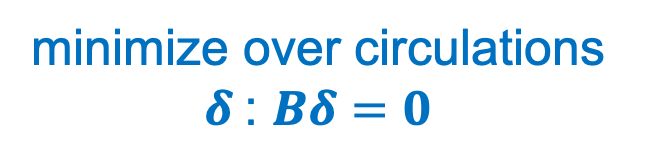 minimize over circulations
δ : Bδ = 0